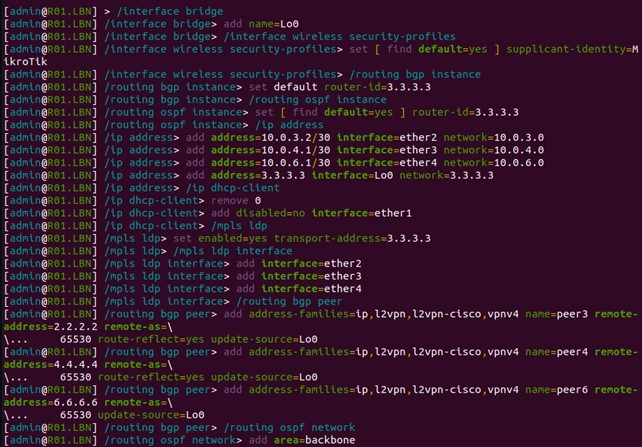 [admin@R01.LBN] > /interface bridge
[admin@R01.LBN] /interface bridge> add name=Lo0
[admin@R01.LBN] /interface bridge> /interface wireless security-profiles
[admin@R01.LBN] /interface wireless security-profiles> set [ find default=yes ] supplicant-identity=M
ikroTik
[admin@R01.LBN] /interface wireless security-profiles> /routing bgp instance
[admin@R01.LBN] /routing bgp instance> set default router-id=3.3.3.3
[admin@R01.LBN] /routing bgp instance> /routing ospf instance
[admin@R01.LBN] /routing ospf instance> set [ find default=yes ] router-id=3.3.3.3
[admin@R01.LBN] /routing ospf instance> /ip address
[admin@R01.LBN] /ip address> add address=10.0.3.2/30 interface=ether2 network=10.0.3.0
[admin@R01.LBN] /ip address> add address=10.0.4.1/30 interface=ether3 network=10.0.4.0
[admin@R01.LBN] /ip address> add address=10.0.6.1/30 interface=ether4 network=10.0.6.0
[admin@R01.LBN] /ip address> add address=3.3.3.3 interface=Lo0 network=3.3.3.3
[admin@R01.LBN] /ip address> /ip dhcp-client
[admin@R01.LBN] /ip dhcp-client> remove 0
[admin@R01.LBN] /ip dhcp-client> add disabled=no interface=ether1
[admin@R01.LBN] /ip dhcp-client> /mpls ldp
[admin@R01.LBN] /mpls ldp> set enabled=yes transport-address=3.3.3.3
[admin@R01.LBN] /mpls ldp> /mpls ldp interface
[admin@R01.LBN] /mpls ldp interface> add interface=ether2
[admin@R01.LBN] /mpls ldp interface> add interface=ether3
[admin@R01.LBN] /mpls ldp interface> add interface=ether4
[admin@R01.LBN] /mpls ldp interface> /routing bgp peer
[admin@R01.LBN] /routing bgp peer> add address-families=ip,l2vpn,l2vpn-cisco,vpnv4 name=peer3 remote-
address=2.2.2.2 remote-as=\
\... 65530 route-reflect=yes update-source=Lo0
[admin@R01.LBN] /routing bgp peer> add address-families=ip,l2vpn,l2vpn-cisco,vpnv4 name=peer4 remote-
address=4.4.4.4 remote-as=\
\... 65530 route-reflect=yes update-source=Lo0
[admin@R01.LBN] /routing bgp peer> add address-families=ip,l2vpn,l2vpn-cisco,vpnv4 name=peer6 remote-
address=6.6.6.6 remote-as=\
\... 65530 update-source=Lo0
[admin@R01.LBN] /routing bgp peer> /routing ospf network
[admin@R01.LBN] /routing ospf network> add area=backbone